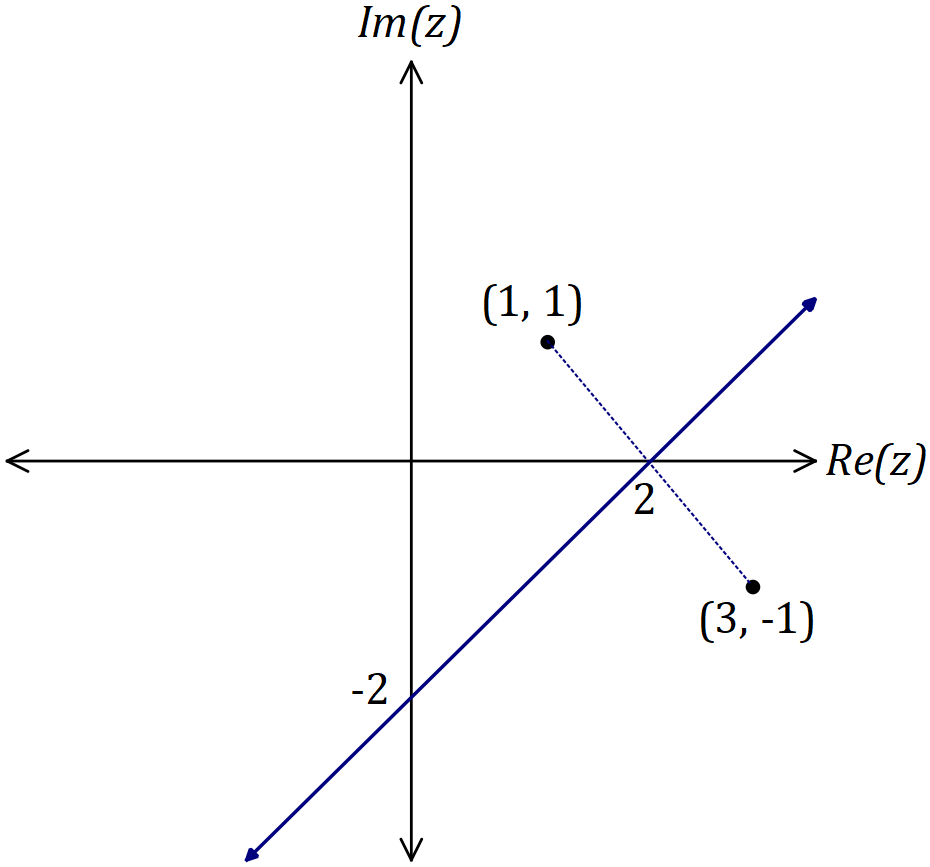 Im(z)
(1, 1)
Re(z)
2
(3, -1)
-2